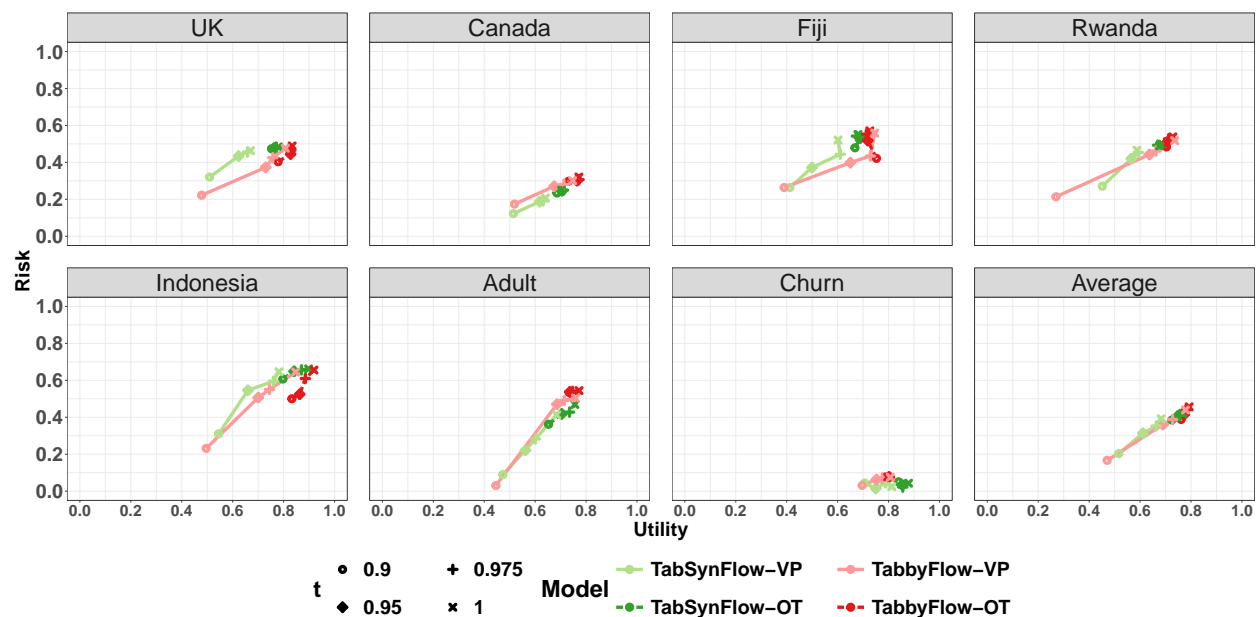 UK Canada Fiji Rwanda
1.0
0.8
0.6
0.4
0.2
0.0
Risk
Indonesia Adult Churn Average
1.0
0.8
0.6
0.4
0.2
0.0
0.0 0.2 0.4 0.6 0.8 1.0 0.0 0.2 0.4 0.6 0.8 1.0 0.0 0.2 0.4 0.6 0.8 1.0 0.0 0.2 0.4 0.6 0.8 1.0
Utility
t 0.9 0.975 0.95 1
Model TabSynFlow−VP TabbyFlow−VP TabSynFlow−OT TabbyFlow−OT